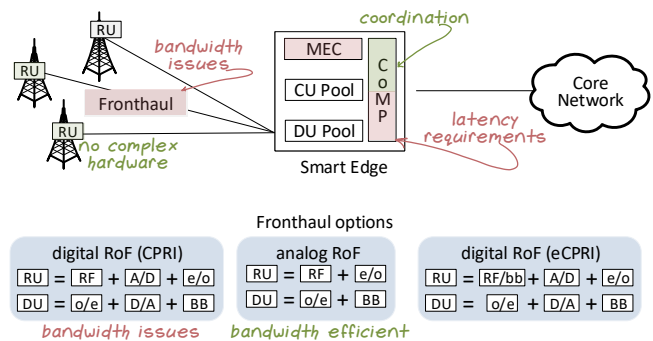 RU
bandwidth
issues
coordination
RU
Fronthaul
MEC
CU Pool
DU Pool
CoMP
Core
Network
RU
no complex
hardware
latency
requirements
Smart Edge
Fronthaul options
digital RoF (CPRI)
RU = RF + A/D + e/o
DU = o/e + D/A + BB
bandwidth issues
analog RoF
RU = RF + e/o
DU = o/e + BB
bandwidth efficient
digital RoF (eCPRI)
RU = RF/bb + A/D + e/o
DU = o/e + D/A + BB